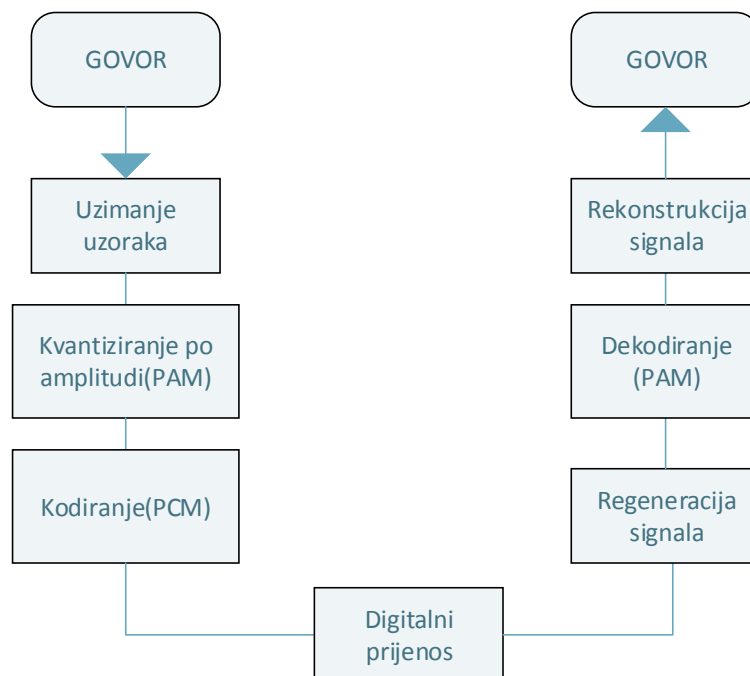 GOVOR
Uzimanje
uzoraka
Kvantiziranje po
amplitudi(PAM)
Kodiranje(PCM)
Digitalni
prijenos
Regeneracija
signala
Dekodiranje
(PAM)
Rekonstrukcija
signala
GOVOR